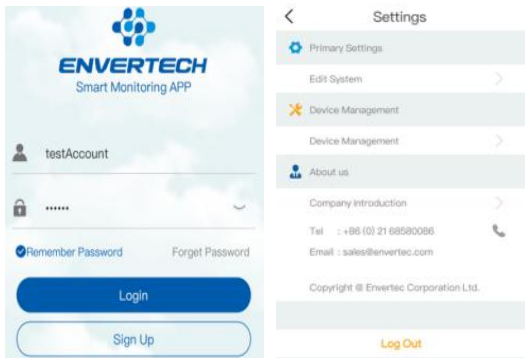 ENVERTECH
Smart Monitoring APP
testAccount
••••••
Remember Password
Forget Password
Login
Sign Up
Settings
Primary Settings
Edit System
Device Management
Device Management
About us
Company Introduction
Tel : +86 (0) 21 68580086
Email : sales@envertec.com
Copyright @ Envertec Corporation Ltd.
Log Out